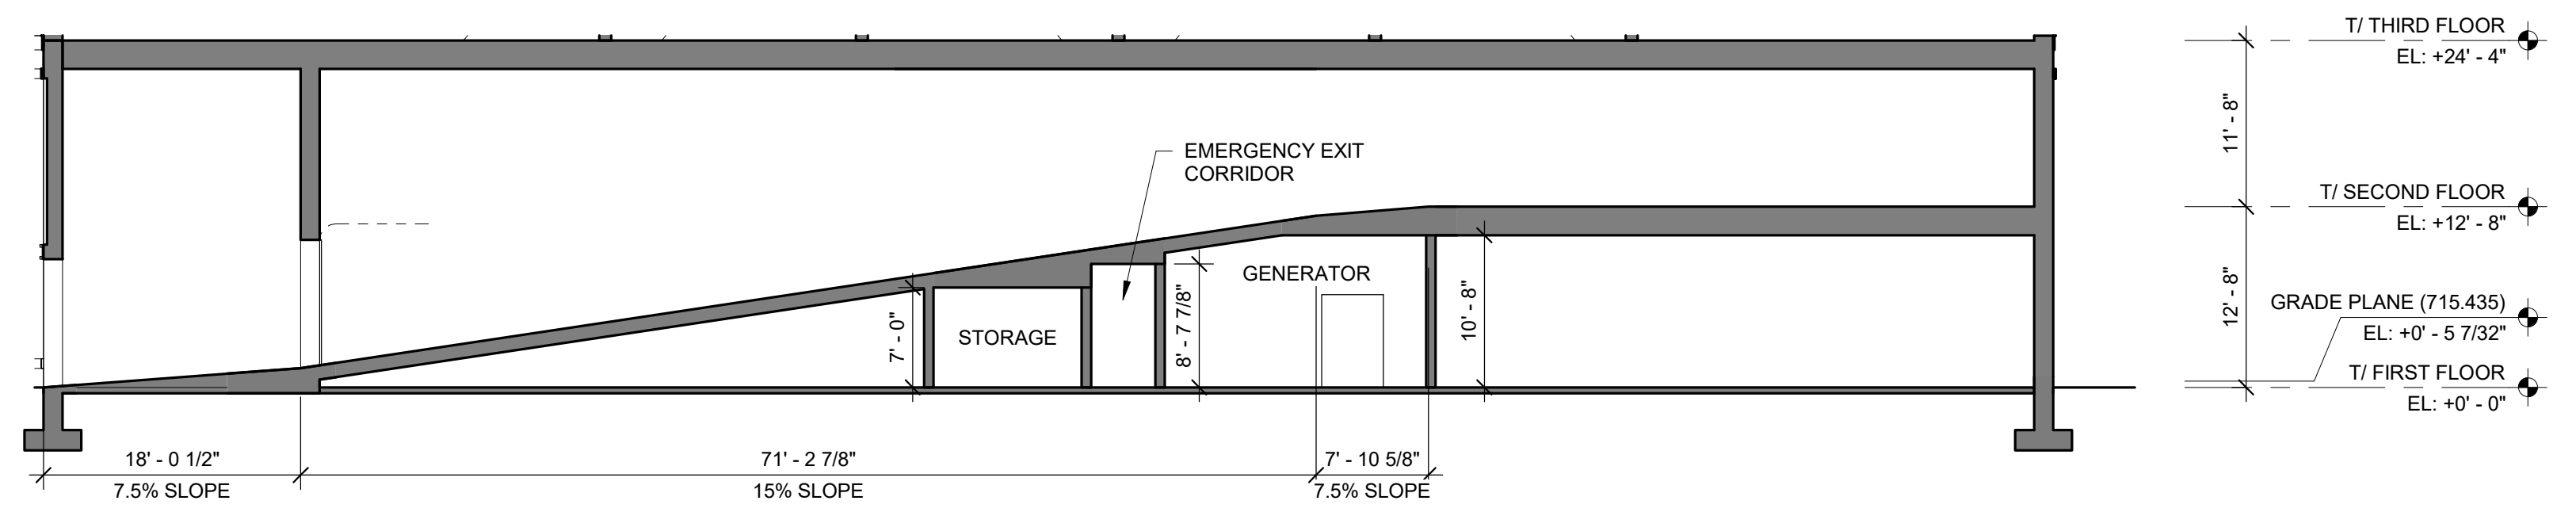 T/ THIRD FLOOR
EL: +24' - 4"
11' - 8"
EMERGENCY EXIT
CORRIDOR
T/ SECOND FLOOR
EL: +12' - 8"
GENERATOR
12' - 8"
GRADE PLANE (715.435)
EL: +0' - 5 7/32"
7' - 0"
STORAGE
8' - 7 7/8"
10' - 8"
T/ FIRST FLOOR
EL: +0' - 0"
18' - 0 1/2"
71' - 2 7/8"
7' - 10 5/8"
7.5% SLOPE
15% SLOPE
7.5% SLOPE